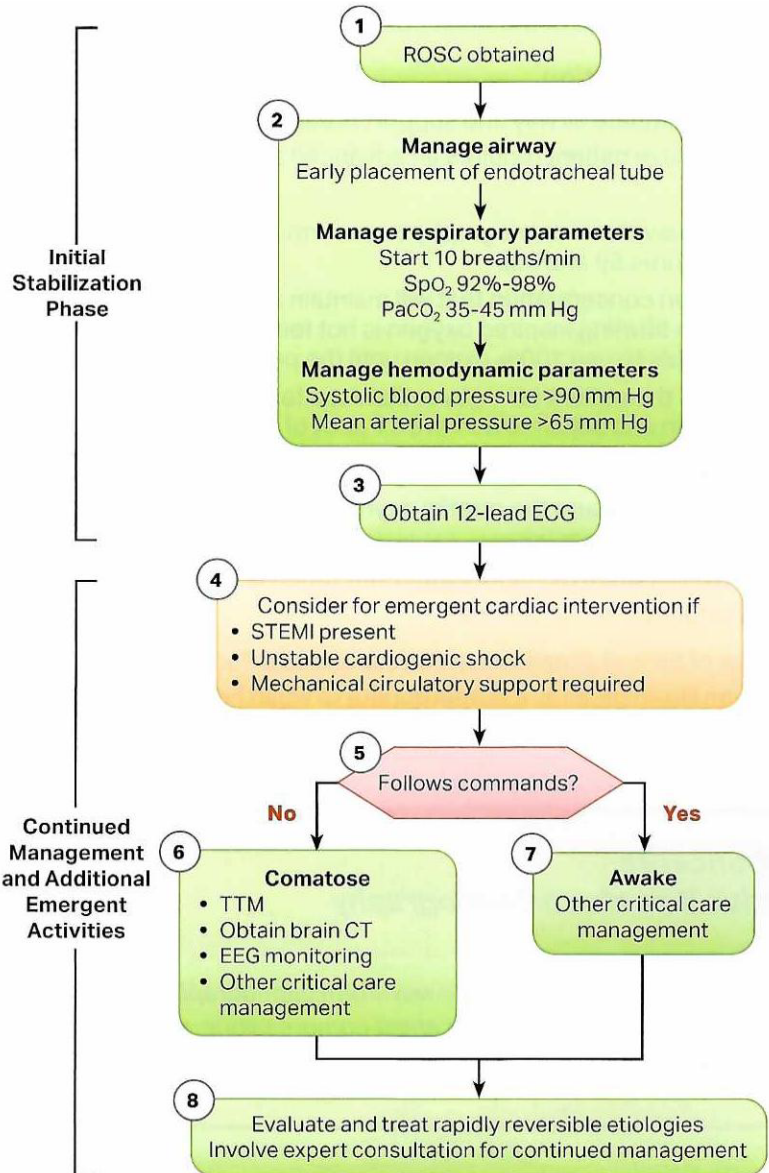 1
ROSC obtained
2
Manage airway
Early placement of endotracheal tube
Manage respiratory parameters
Start 10 breaths/min
SpO₂ 92%-98%
PaCO₂ 35-45 mm Hg
Manage hemodynamic parameters
Systolic blood pressure >90 mm Hg
Mean arterial pressure >65 mm Hg
Initial
Stabilization
Phase
3
Obtain 12-lead ECG
4
Consider for emergent cardiac intervention if
• STEMI present
• Unstable cardiogenic shock
• Mechanical circulatory support required
5
Follows commands?
No
Yes
Continued
Management
and Additional
Emergent
Activities
6
Comatose
• TTM
• Obtain brain CT
• EEG monitoring
• Other critical care
management
7
Awake
Other critical care
management
8
Evaluate and treat rapidly reversible etiologies
Involve expert consultation for continued management